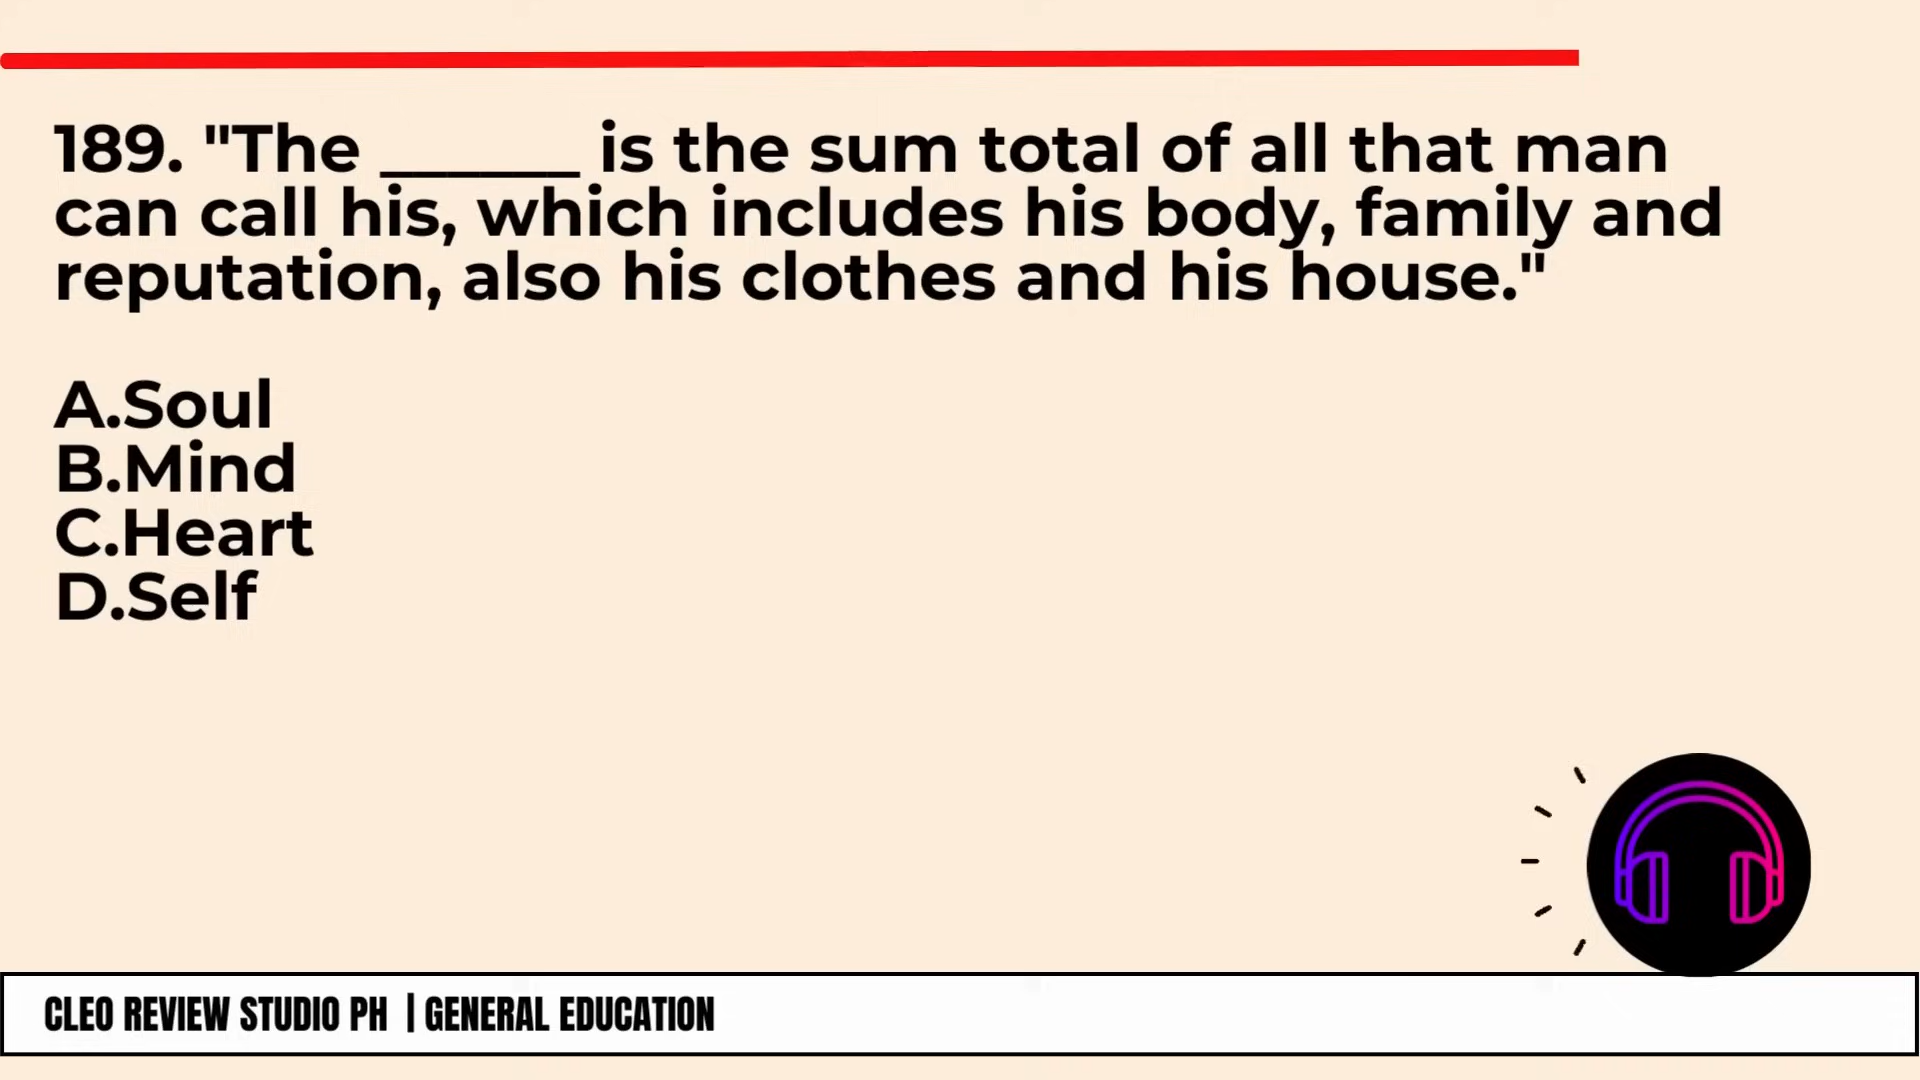 189. "The ______ is the sum total of all that man
can call his, which includes his body, family and
reputation, also his clothes and his house."
A.Soul
B.Mind
C.Heart
D.Self
CLEO REVIEW STUDIO PH | GENERAL EDUCATION